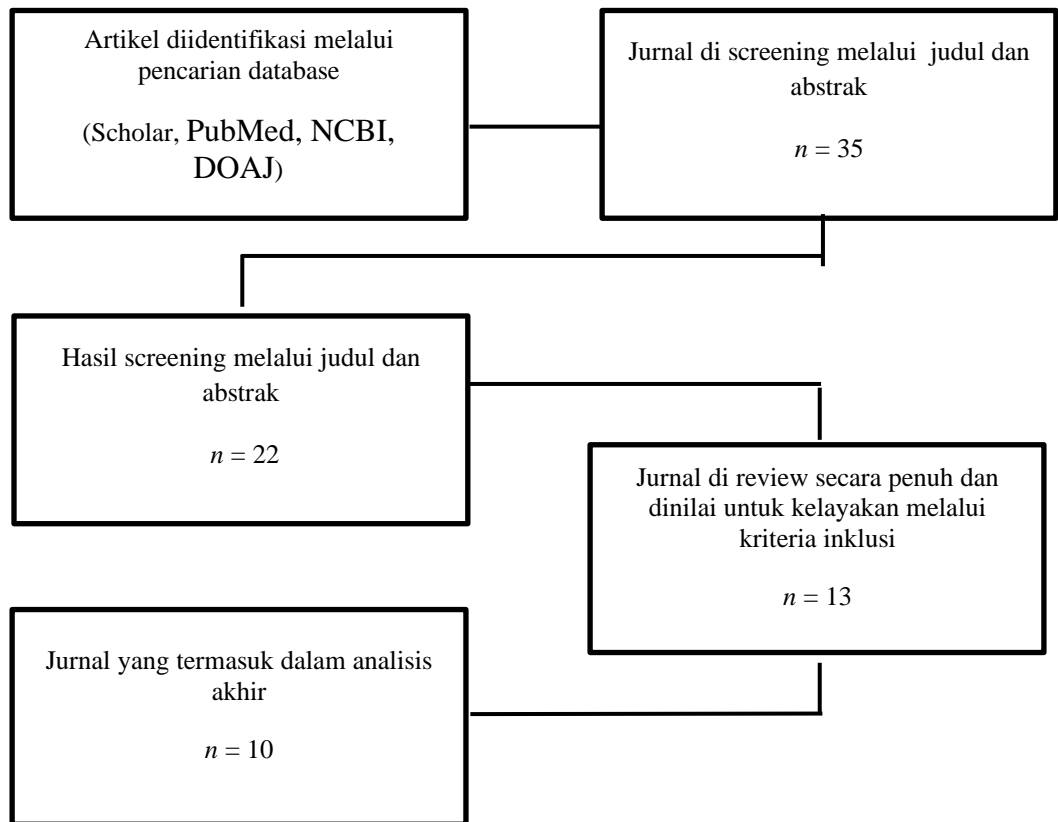 Artikel diidentifikasi melalui
pencarian database
(Scholar, PubMed, NCBI,
DOAJ)
Jurnal di screening melalui judul dan
abstrak
n = 35
Hasil screening melalui judul dan
abstrak
n = 22
Jurnal di review secara penuh dan
dinilai untuk kelayakan melalui
kriteria inklusi
n = 13
Jurnal yang termasuk dalam analisis
akhir
n = 10